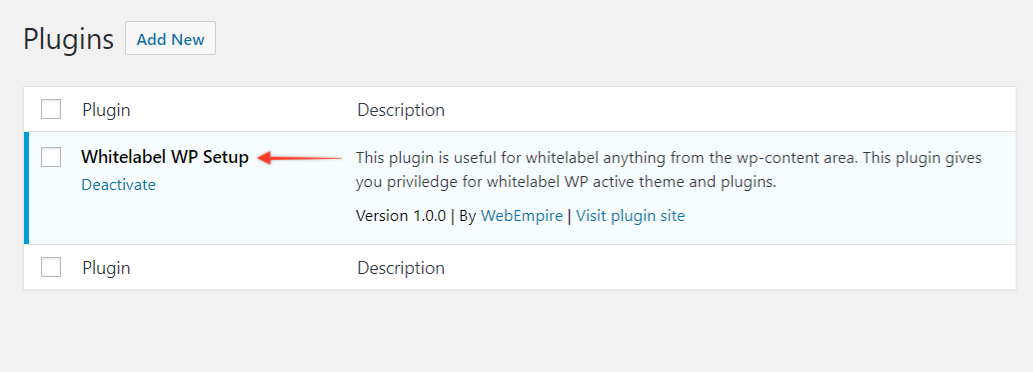 Plugins Add New
Plugin Description
Whitelabel WP Setup This plugin is useful for whitelabel anything from the wp-content area. This plugin gives
Deactivate you priviledge for whitelabel WP active theme and plugins.
Version 1.0.0 | By WebEmpire | Visit plugin site
Plugin Description